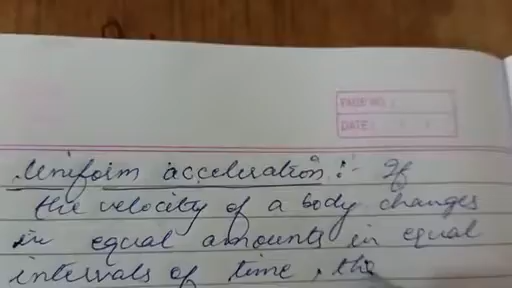 PAGE NO :
DATE :
Uniform acceleration :- If
the velocity of a body changes
in equal amounts in equal
intervals of time, the